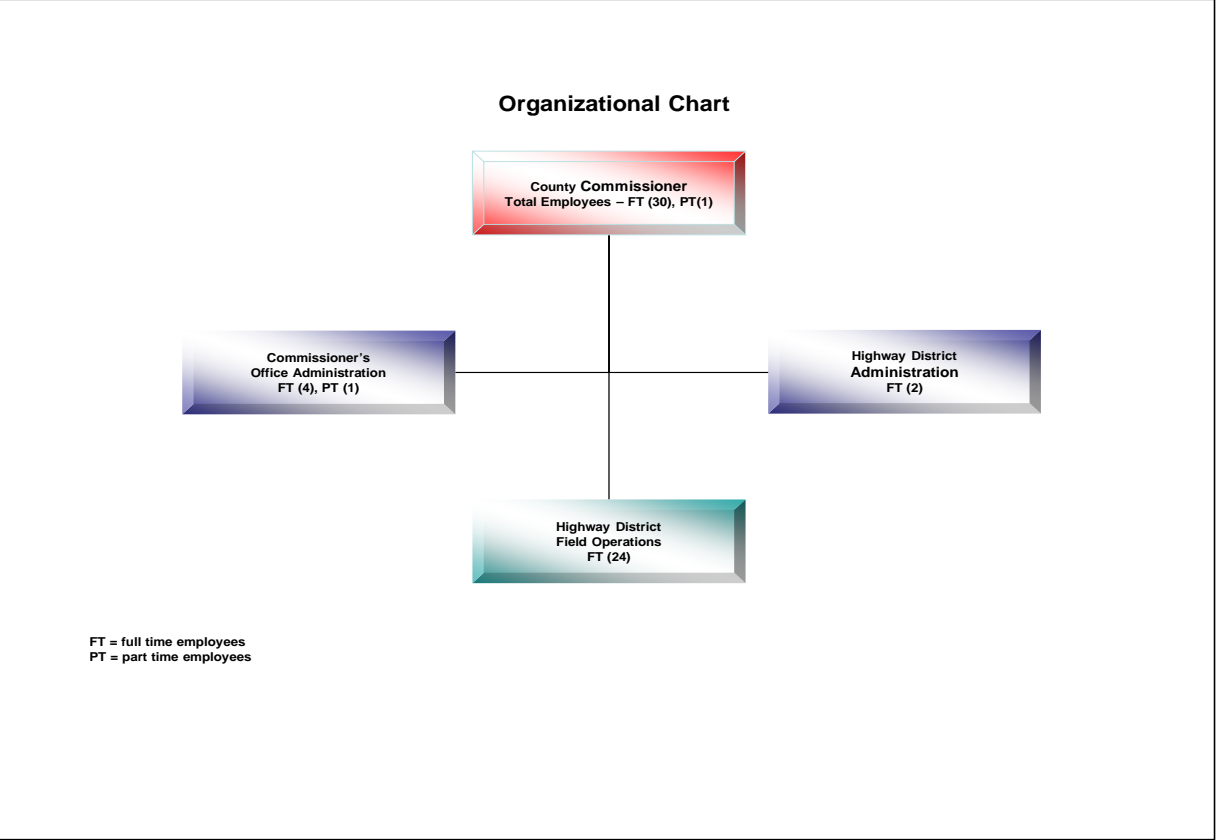 Organizational Chart
County Commissioner
Total Employees – FT (30), PT(1)
Commissioner's
Office Administration
FT (4), PT (1)
Highway District
Administration
FT (2)
Highway District
Field Operations
FT (24)
FT = full time employees
PT = part time employees